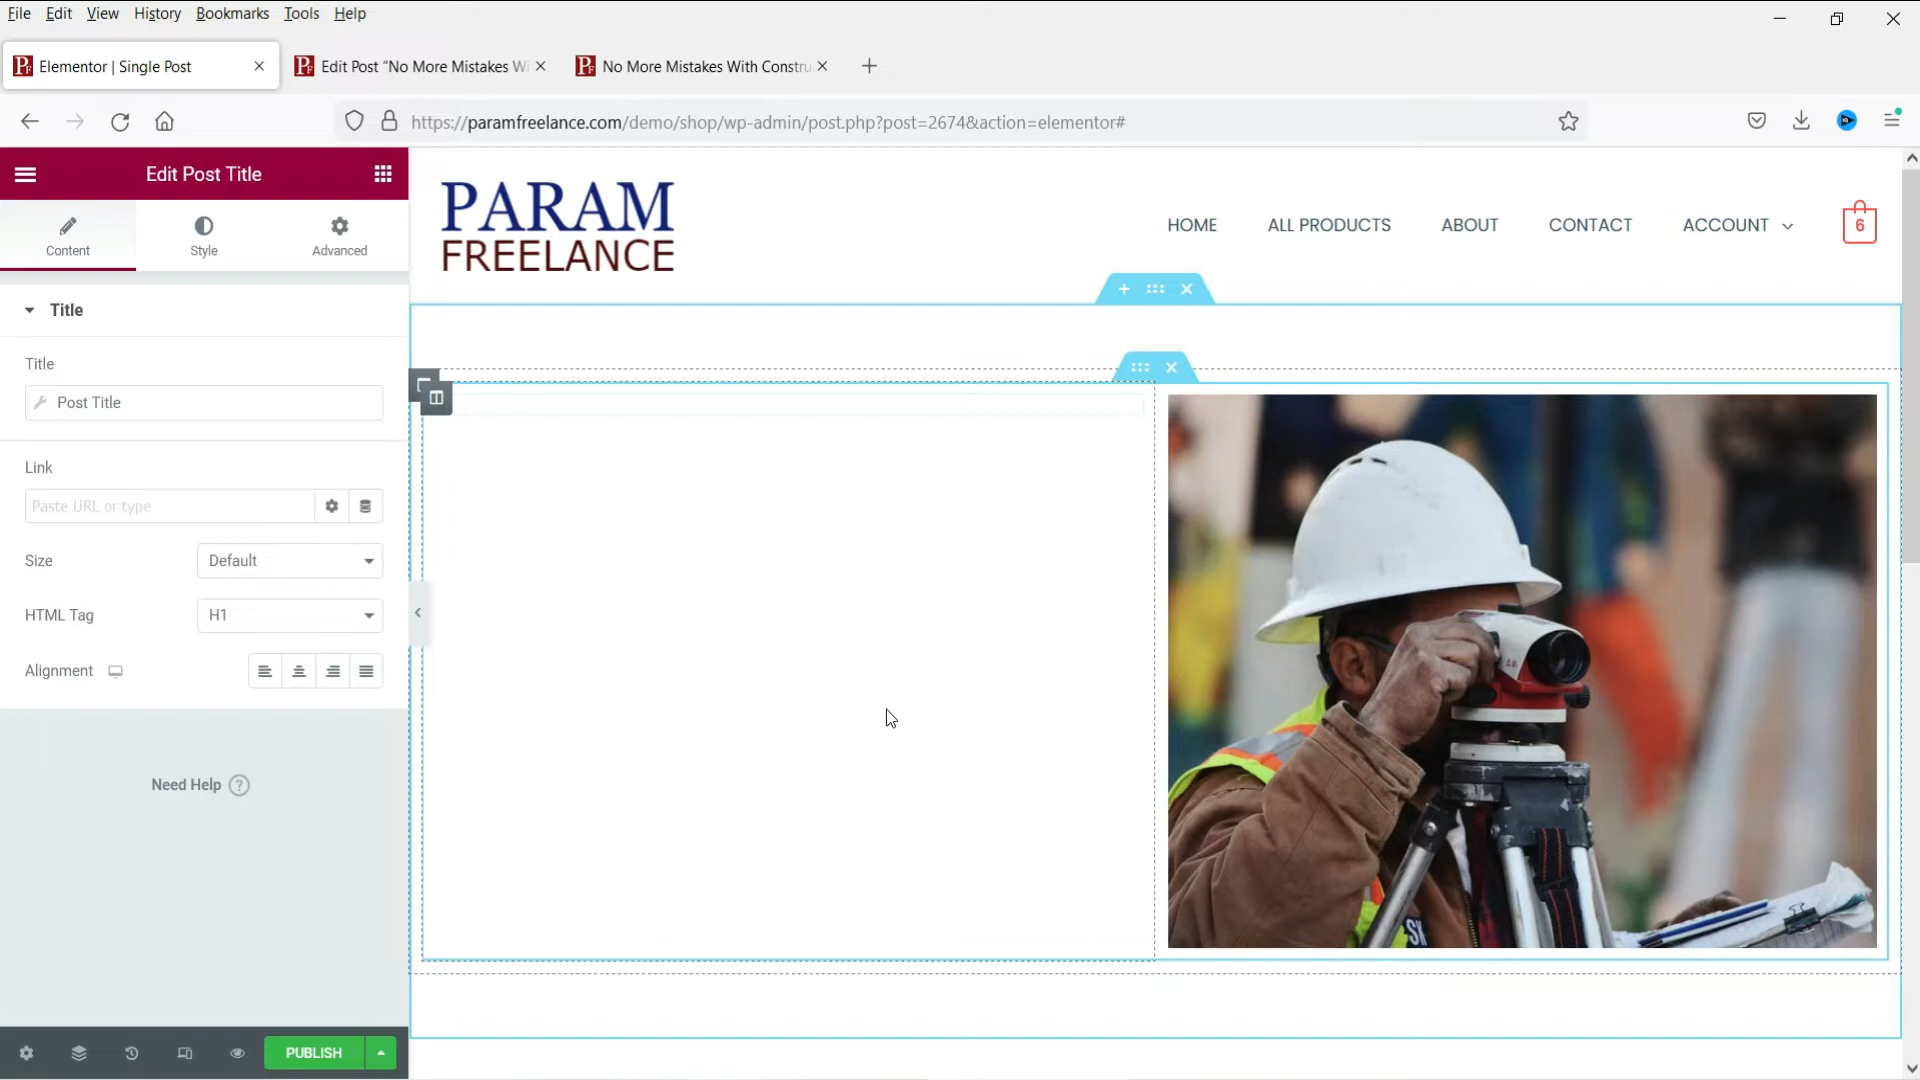 File Edit View History Bookmarks Tools Help
Elementor | Single Post
Edit Post “No More Mistakes Wi
No More Mistakes With Constru
https://paramfreelance.com/demo/shop/wp-admin/post.php?post=2674&action=elementor#
Edit Post Title
Content Style Advanced
Title
Title
Post Title
Link
Paste URL or type
Size Default
HTML Tag H1
Alignment
Need Help ?
PUBLISH
PARAM
FREELANCE
HOME ALL PRODUCTS ABOUT CONTACT ACCOUNT 6